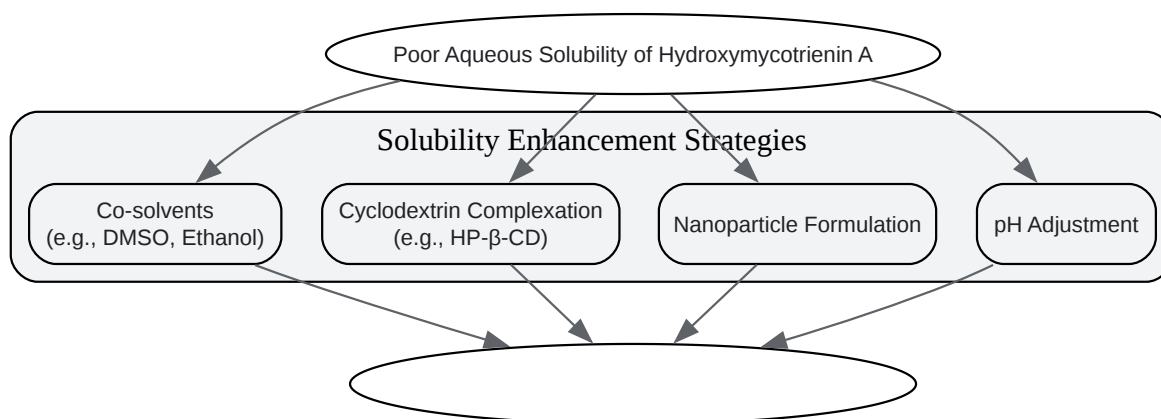 Poor Aqueous Solubility of Hydroxymycotrienin A
Solubility Enhancement Strategies
Co-solvents
(e.g., DMSO, Ethanol)
Cyclodextrin Complexation
(e.g., HP-β-CD)
Nanoparticle Formulation
pH Adjustment